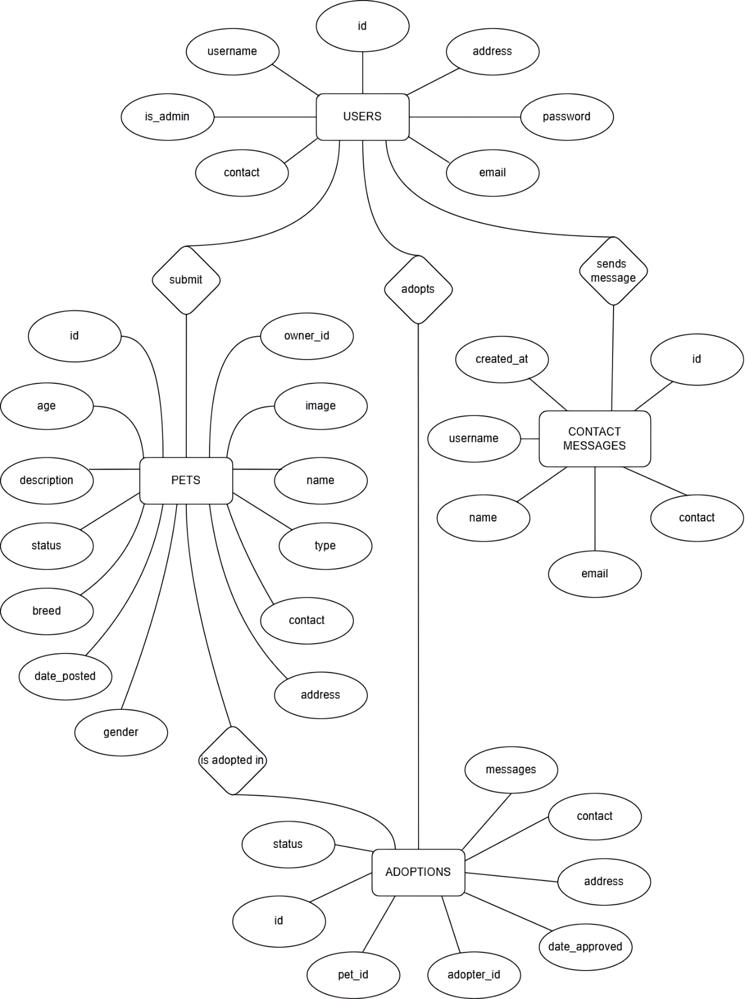 id
username
address
is_admin
USERS
password
contact
email
submit
adopts
sends
message
id
owner_id
created_at
id
age
image
username
CONTACT
MESSAGES
description
PETS
name
name
contact
status
type
email
breed
contact
date_posted
address
gender
is adopted in
messages
contact
status
ADOPTIONS
address
id
date_approved
pet_id
adopter_id